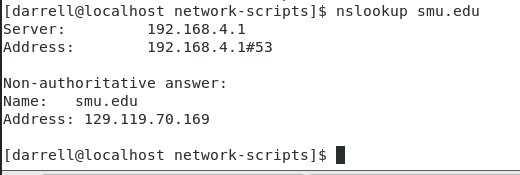 [darrell@localhost network-scripts]$ nslookup smu.edu
Server:         192.168.4.1
Address:        192.168.4.1#53

Non-authoritative answer:
Name:   smu.edu
Address: 129.119.70.169

[darrell@localhost network-scripts]$